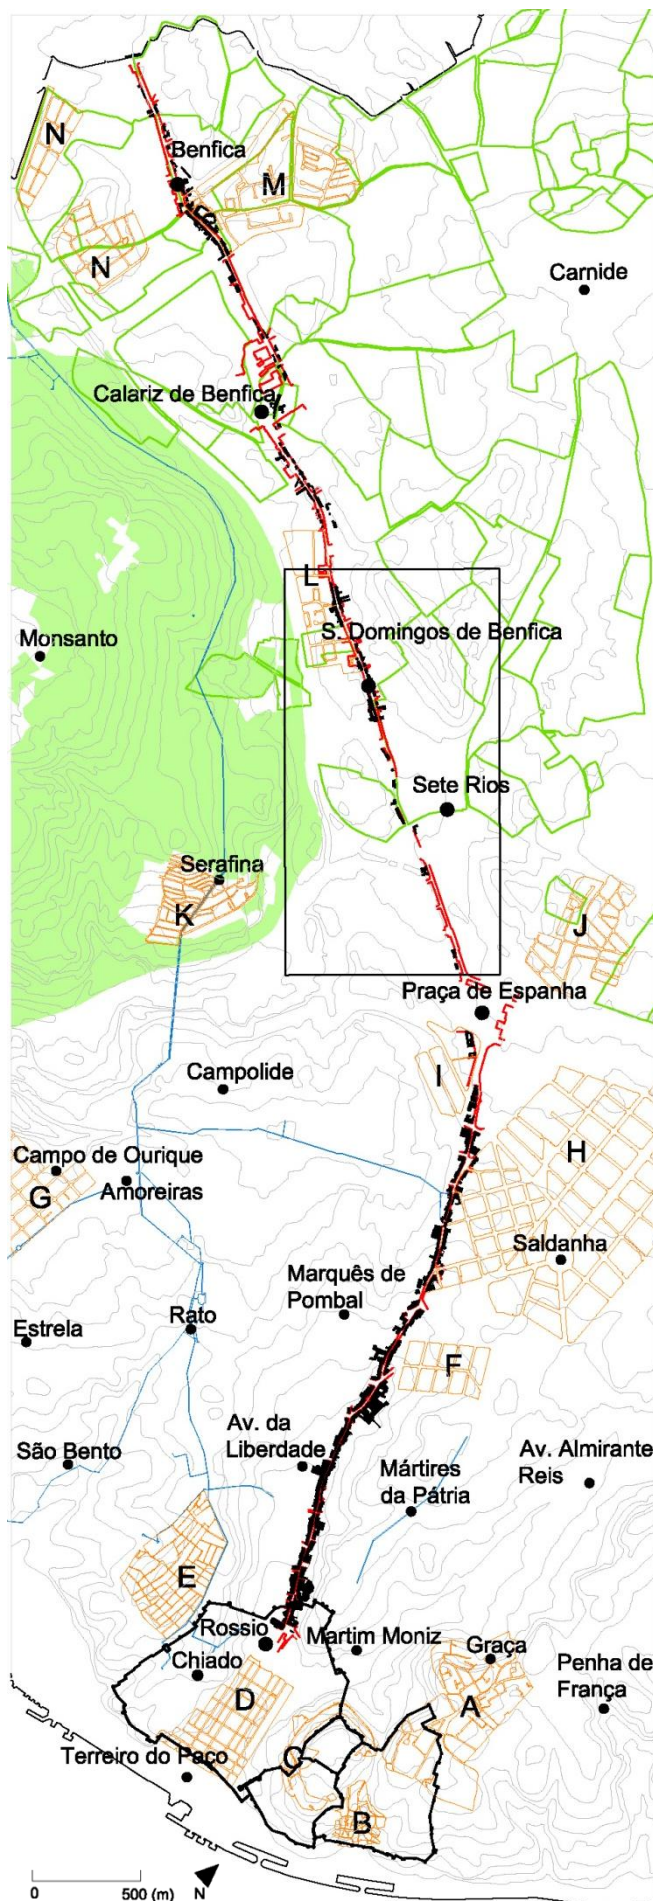 N
Benfica
M
N
Carnide
Calariz de Benfica
L
S. Domingos de Benfica
Monsanto
Sete Rios
Serafina
K
J
Praça de Espanha
I
Campolide
H
Campo de Ourique
G
Amoreiras
Saldanha
Marquês de
Pombal
Rato
Estrela
F
Av. da
Liberdade
São Bento
Mártires
da Pátria
Av. Almirante
Reis
E
Rossio
Martim Moniz
Graça
Chiado
Penha de
França
D
A
Terreiro do Paço
C
B
0 500 (m) N